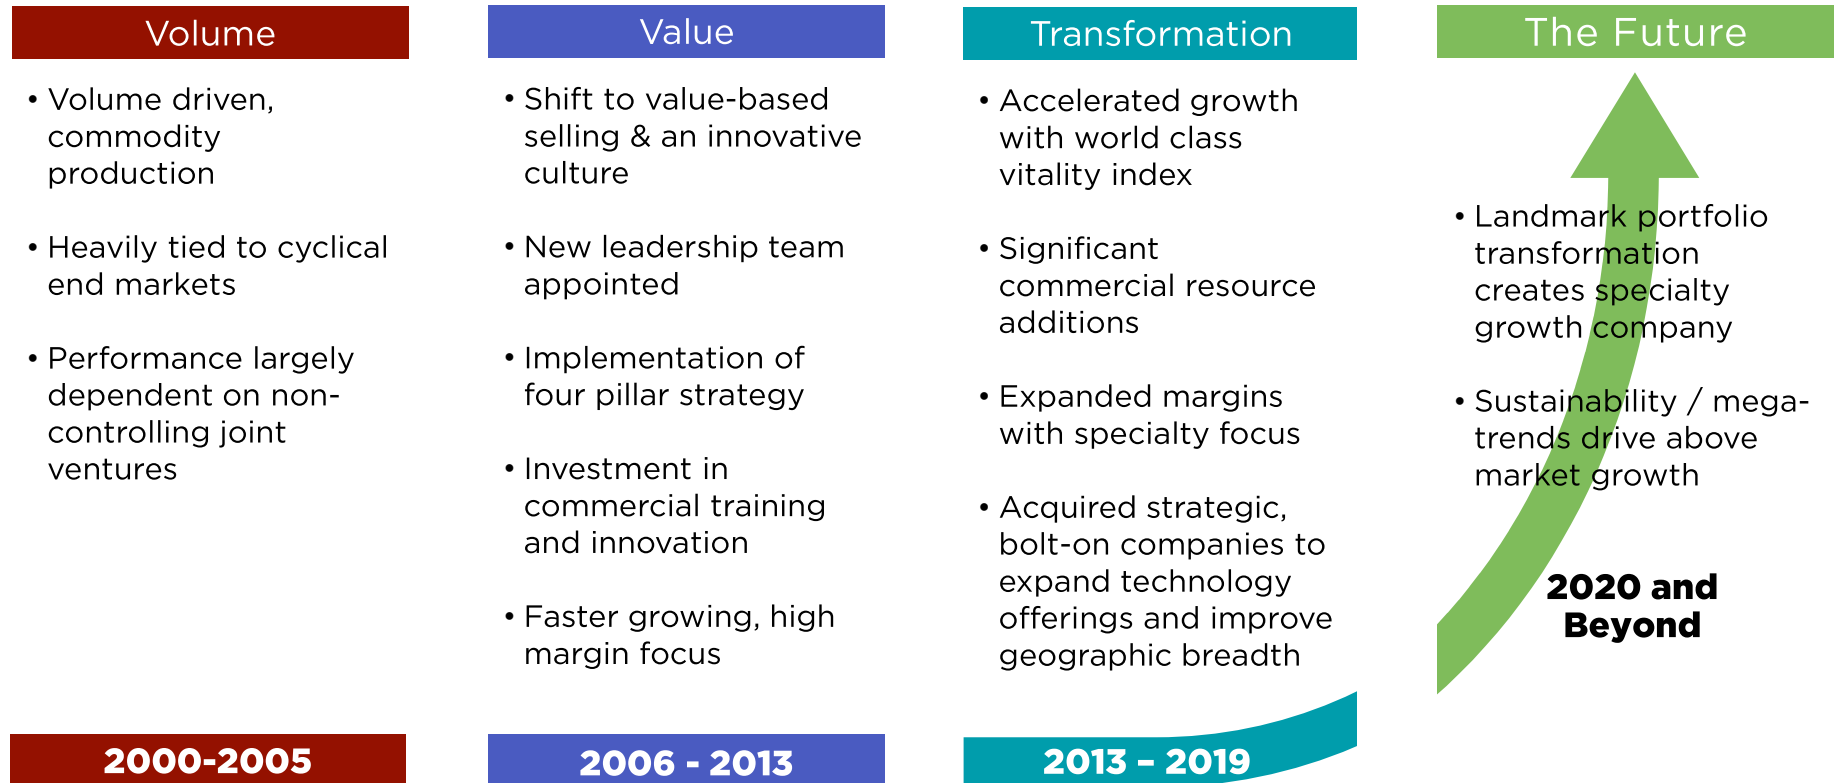 Volume
• Volume driven,
commodity
production
• Heavily tied to cyclical
end markets
• Performance largely
dependent on non-
controlling joint
ventures
2000-2005
Value
• Shift to value-based
selling & an innovative
culture
• New leadership team
appointed
• Implementation of
four pillar strategy
• Investment in
commercial training
and innovation
• Faster growing, high
margin focus
2006 - 2013
Transformation
• Accelerated growth
with world class
vitality index
• Significant
commercial resource
additions
• Expanded margins
with specialty focus
• Acquired strategic,
bolt-on companies to
expand technology
offerings and improve
geographic breadth
2013 – 2019
The Future
• Landmark portfolio
transformation
creates specialty
growth company
• Sustainability / mega-
trends drive above
market growth
2020 and
Beyond